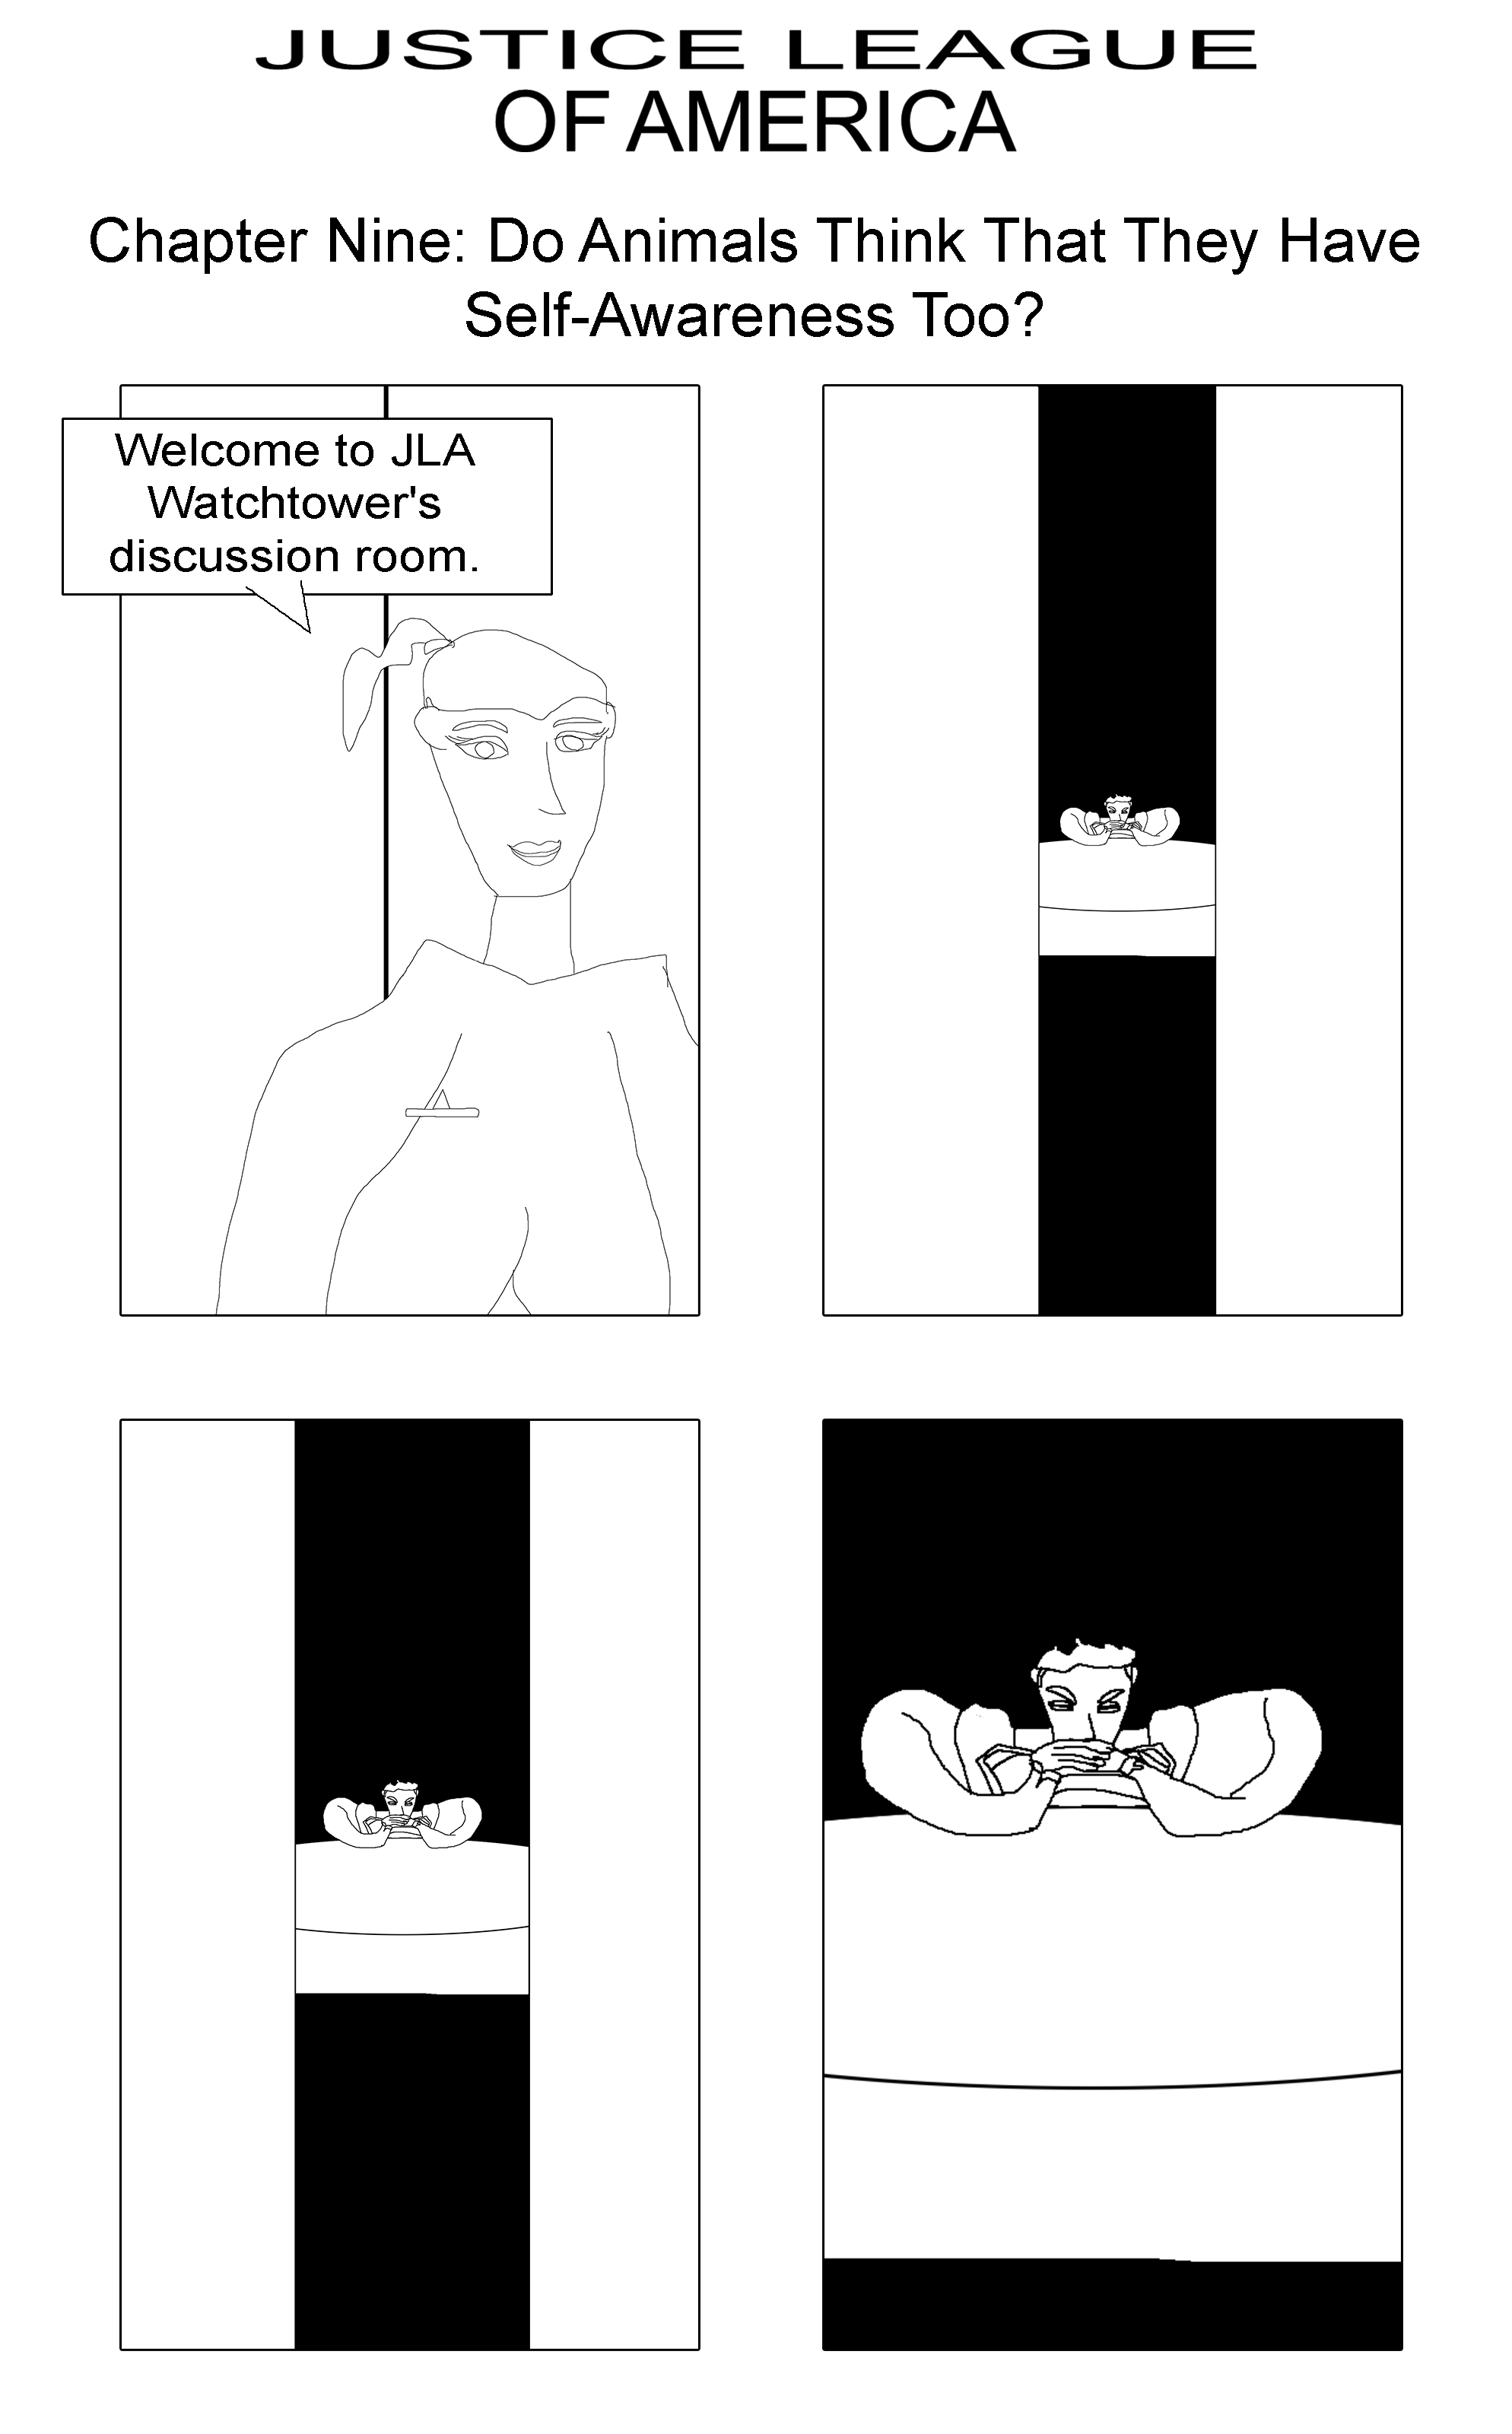 JUSTICE LEAGUE
OF AMERICA
Chapter Nine: Do Animals Think That They Have
Self-Awareness Too?
Welcome to JLA
Watchtower's
discussion room.